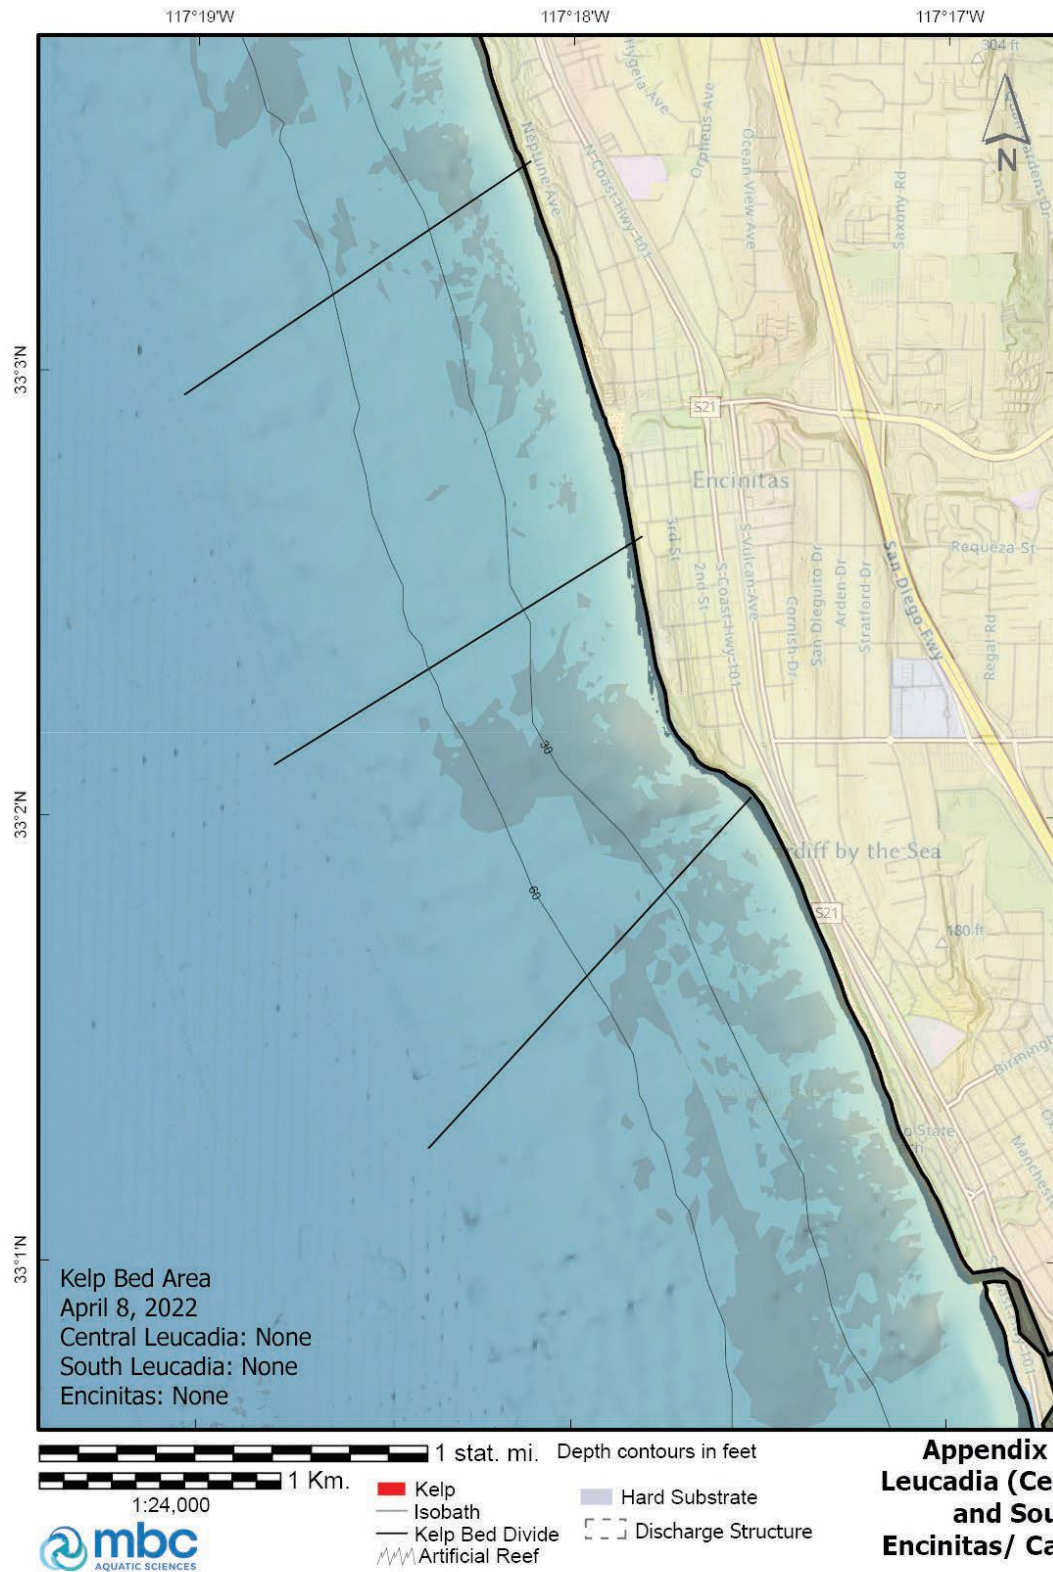 117°19'W
117°18'W
117°17'W
304 ft
Hygeia Ave
Orpheus Ave
Neptune Ave
N Coast Hwy 101
Ocean View Ave
Saxony Rd
N
33°3'N
S21
Encinitas
3rd St
2nd St
S Coast Hwy 101
S Vulcan Ave
Cornish Dr
San Dieguito Dr
Arden Dr
Stratford Dr
San Diego Fwy
Requeza St
Regal Rd
30
33°2'N
60
rdiff by the Sea
S21
180 ft
Birmingh
o State
ch
Manchest
33°1'N
Kelp Bed Area
April 8, 2022
Central Leucadia: None
South Leucadia: None
Encinitas: None
1 stat. mi.
Depth contours in feet
1 Km.
1:24,000
mbc
AQUATIC SCIENCES
Kelp
Isobath
Kelp Bed Divide
Artificial Reef
Hard Substrate
Discharge Structure
Appendix
Leucadia (Ce
and Sou
Encinitas/ Ca